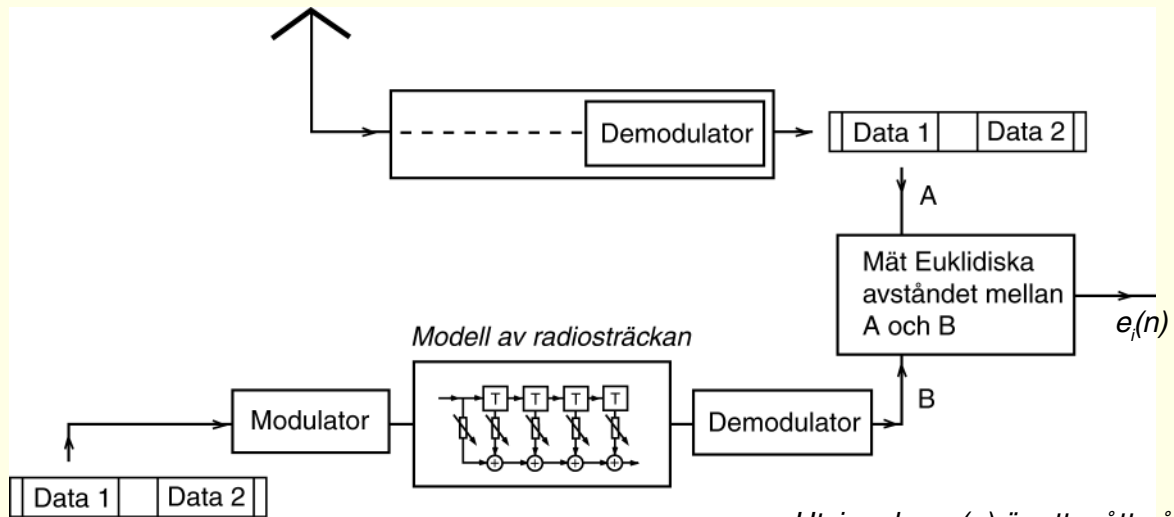 Demodulator
Data 1
Data 2
A
Mät Euklidiska
avståndet mellan
A och B
e_i(n)
Modell av radiosträckan
B
Modulator
T T T T
+ + + +
Demodulator
Data 1
Data 2